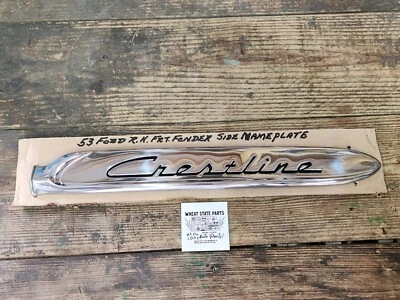 53 FORD R.H. FRT. FENDER SIDE NAMEPLATE
Crestline
WHEAT STATE PARTS